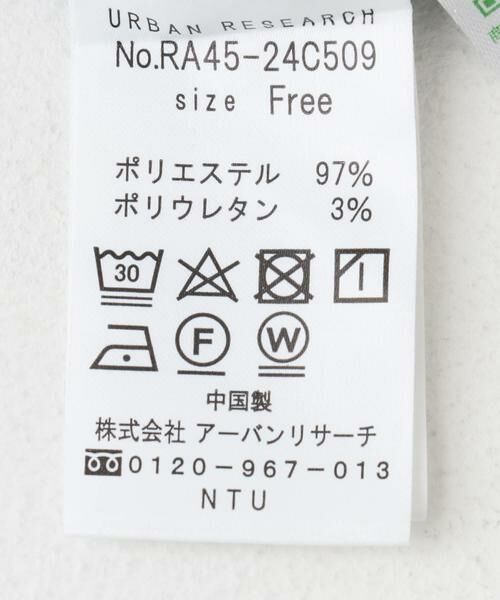 URBAN RESEARCH
No.RA45-24C509
size Free
ポリエステル 97%
ポリウレタン 3%
30
F W
中国製
株式会社 アーバンリサーチ
0120-967-013
NTU